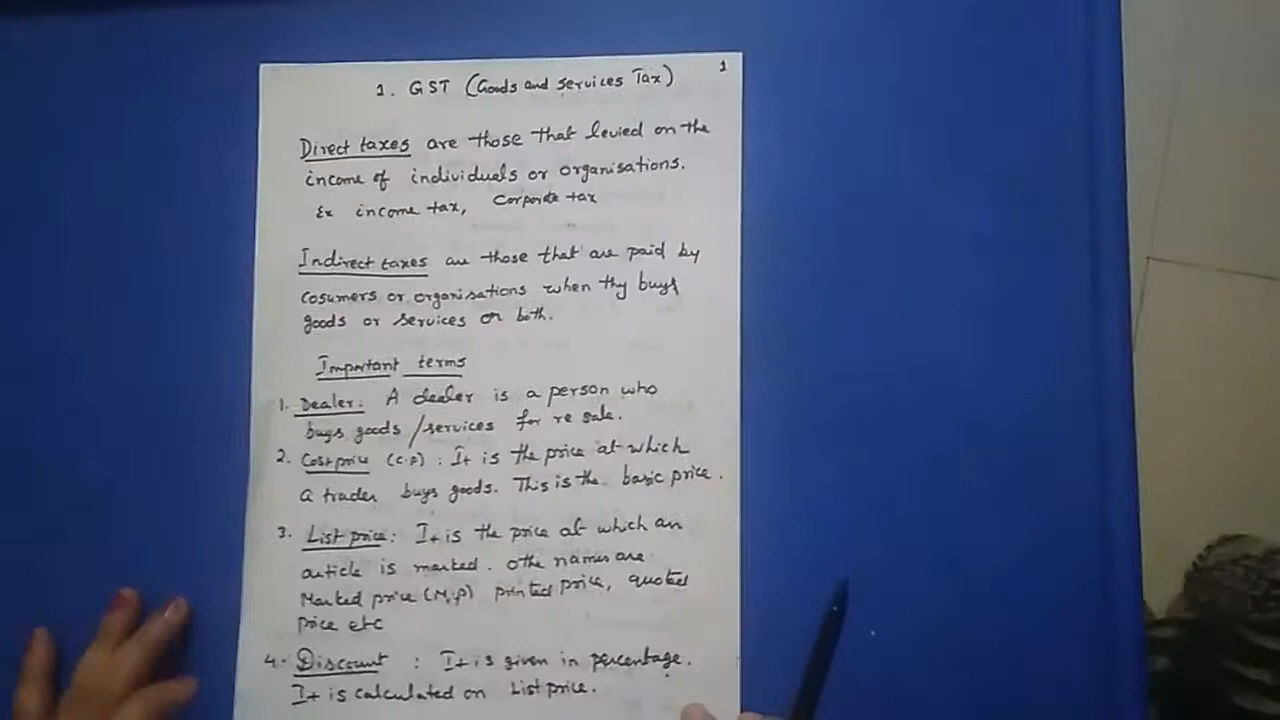 1
1. GST (Goods and Services Tax)
Direct taxes are those that levied on the
income of individuals or organisations.
Ex income tax, Corporate tax
Indirect taxes are those that are paid by
cosumers or organisations when thy buys
goods or services or both.
Important terms
1. Dealer: A dealer is a person who
buys goods /services for re sale.
2. Cost price (C.P) : It is the price at which
a trader buys goods. This is the basic price.
3. List price: It is the price at which an
article is marked. Othe names are
Marked price (M.P) printed price, quoted
price etc
4. Discount : It is given in percentage.
It is calculated on List price.